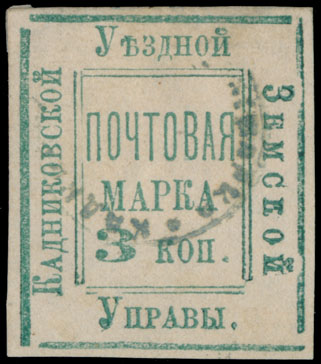 Кадниковской
Уѣздной
Земской
Управы.
ПОЧТОВАЯ
МАРКА
3 коп.